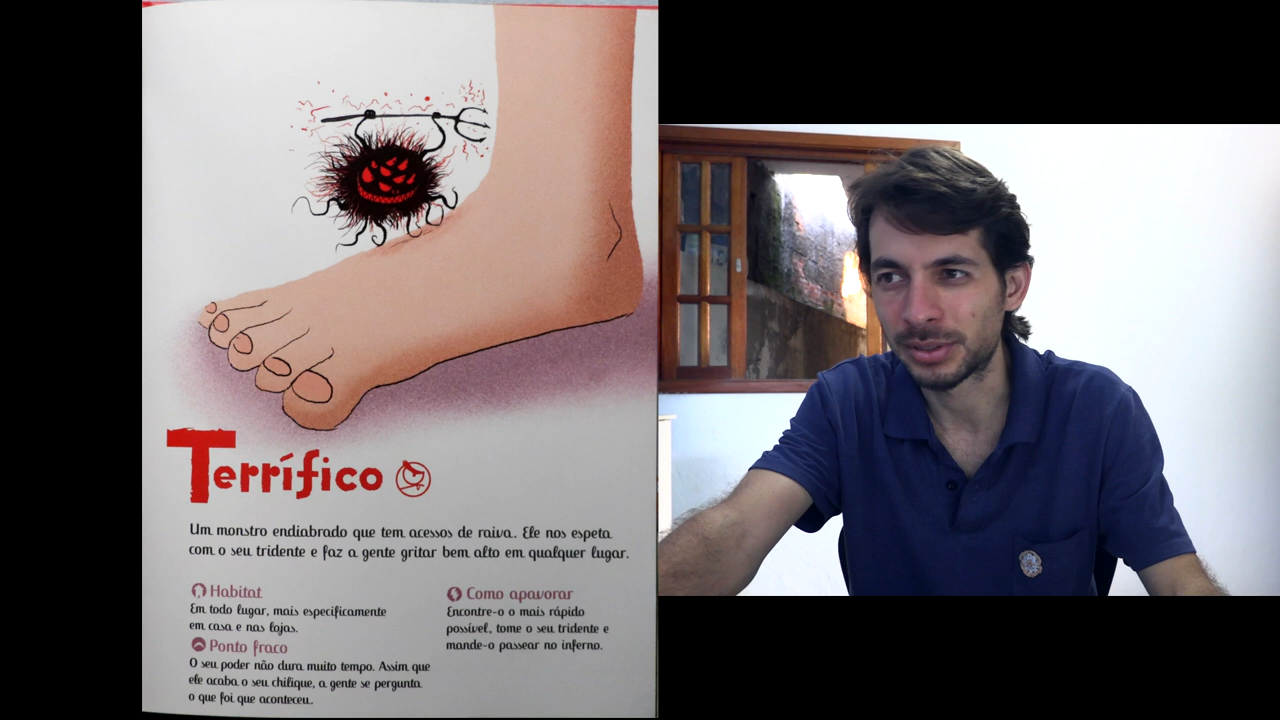 Terrífico
Um monstro endiabrado que tem acessos de raiva. Ele nos espeta
com o seu tridente e faz a gente gritar bem alto em qualquer lugar.
Habitat
Em todo lugar, mais especificamente
em casa e nas lojas.
Ponto fraco
O seu poder não dura muito tempo. Assim que
ele acaba o seu chilique, a gente se pergunta
o que foi que aconteceu.
Como apavorar
Encontre-o o mais rápido
possível, tome o seu tridente e
mande-o passear no inferno.